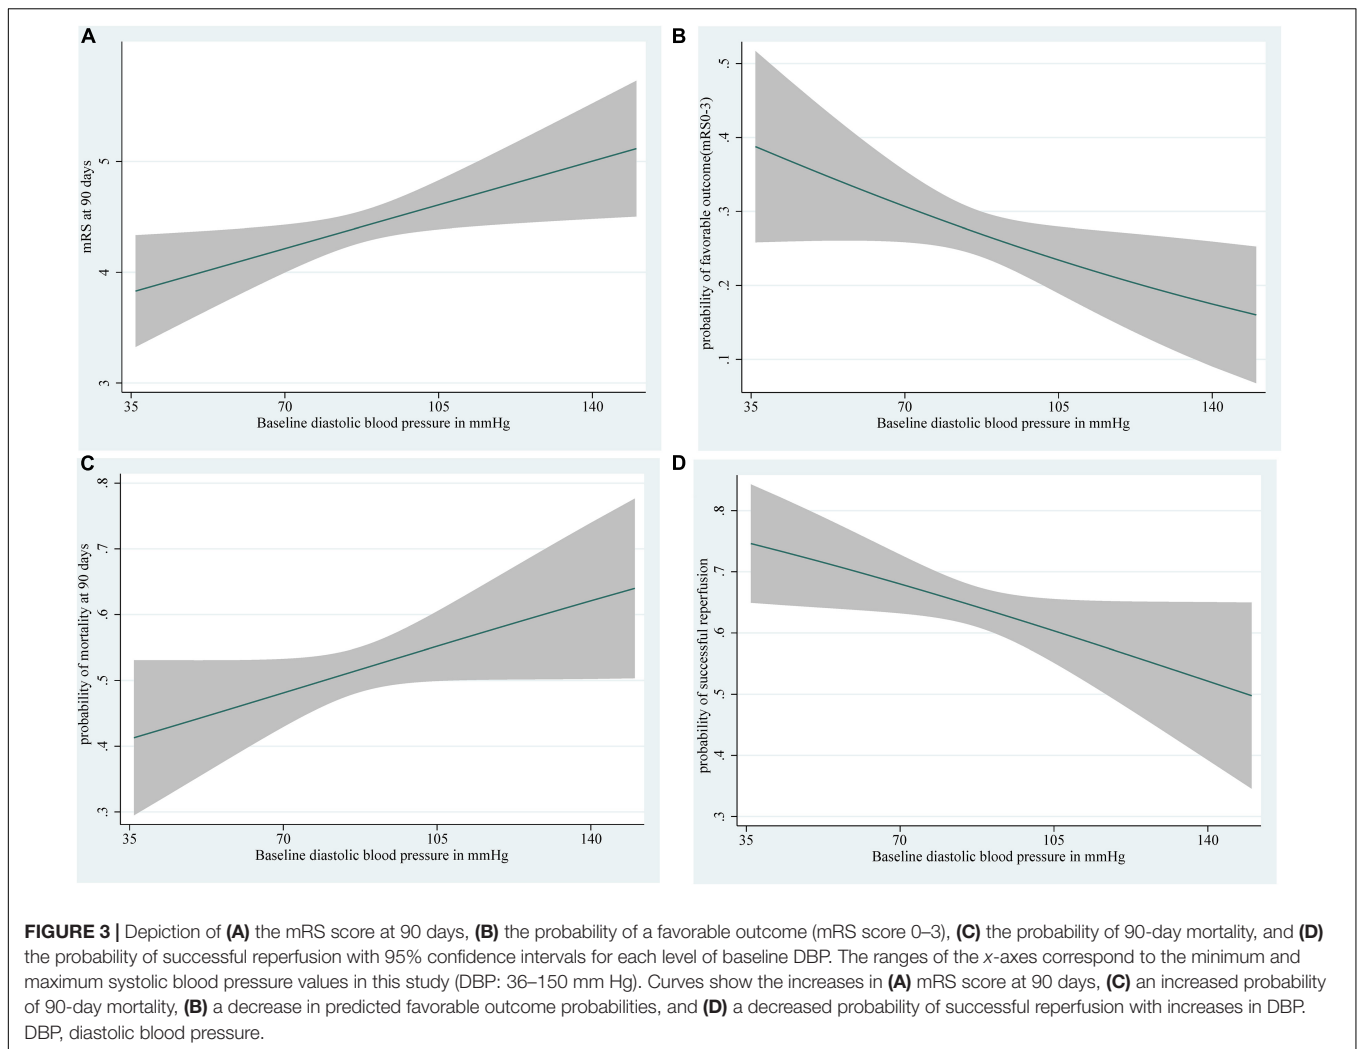 A
mRS at 90 days
5
4
3
35 70 105 140
Baseline diastolic blood pressure in mmHg
B
probability of favorable outcome(mRS0-3)
.5
.4
.3
.2
.1
35 70 105 140
Baseline diastolic blood pressure in mmHg
C
probability of mortality at 90 days
.8
.7
.6
.5
.4
.3
35 70 105 140
Baseline diastolic blood pressure in mmHg
D
probability of successful reperfusion
.8
.7
.6
.5
.4
.3
35 70 105 140
Baseline diastolic blood pressure in mmHg
FIGURE 3 | Depiction of (A) the mRS score at 90 days, (B) the probability of a favorable outcome (mRS score 0–3), (C) the probability of 90-day mortality, and (D)
the probability of successful reperfusion with 95% confidence intervals for each level of baseline DBP. The ranges of the x-axes correspond to the minimum and
maximum systolic blood pressure values in this study (DBP: 36–150 mm Hg). Curves show the increases in (A) mRS score at 90 days, (C) an increased probability
of 90-day mortality, (B) a decrease in predicted favorable outcome probabilities, and (D) a decreased probability of successful reperfusion with increases in DBP.
DBP, diastolic blood pressure.